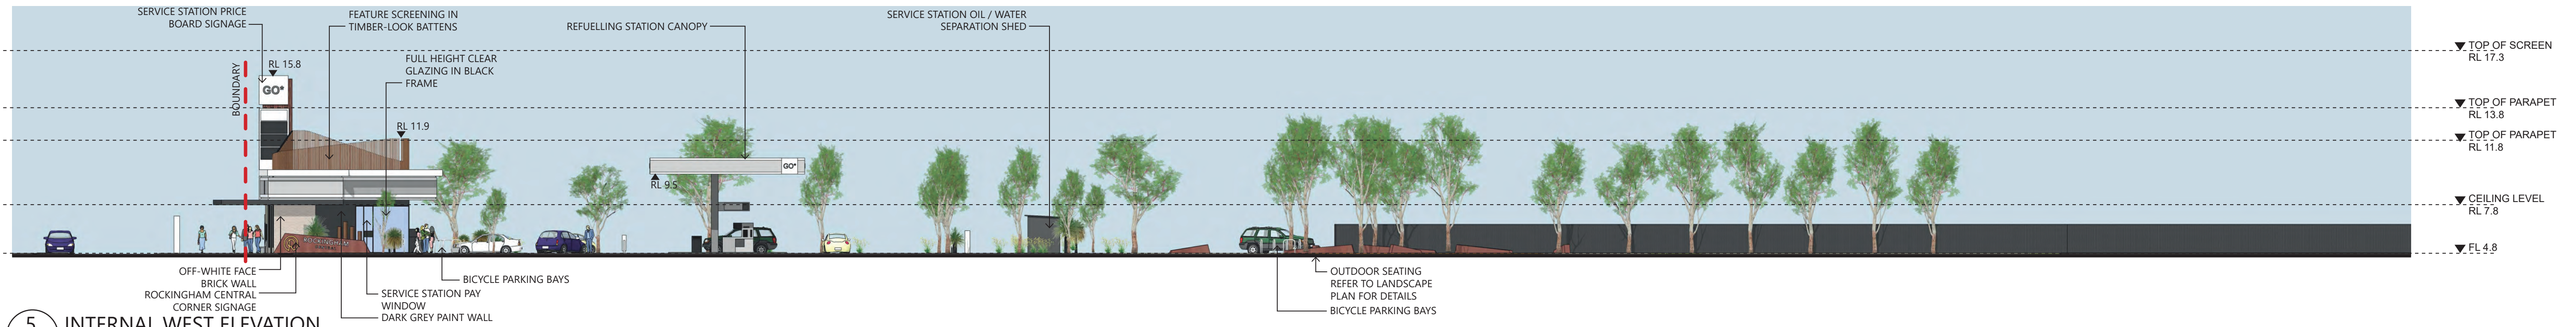 SERVICE STATION PRICE
BOARD SIGNAGE
FEATURE SCREENING IN
TIMBER-LOOK BATTENS
REFUELLING STATION CANOPY
SERVICE STATION OIL / WATER
SEPARATION SHED
TOP OF SCREEN
RL 17.3
BOUNDARY
RL 15.8
FULL HEIGHT CLEAR
GLAZING IN BLACK
FRAME
GO*
TOP OF PARAPET
RL 13.8
RL 11.9
TOP OF PARAPET
RL 11.8
GO*
RL 9.5
CEILING LEVEL
RL 7.8
ROCKINGHAM
FL 4.8
OFF-WHITE FACE
BRICK WALL
ROCKINGHAM CENTRAL
CORNER SIGNAGE
BICYCLE PARKING BAYS
SERVICE STATION PAY
WINDOW
DARK GREY PAINT WALL
OUTDOOR SEATING
REFER TO LANDSCAPE
PLAN FOR DETAILS
BICYCLE PARKING BAYS
5
INTERNAL WEST ELEVATION